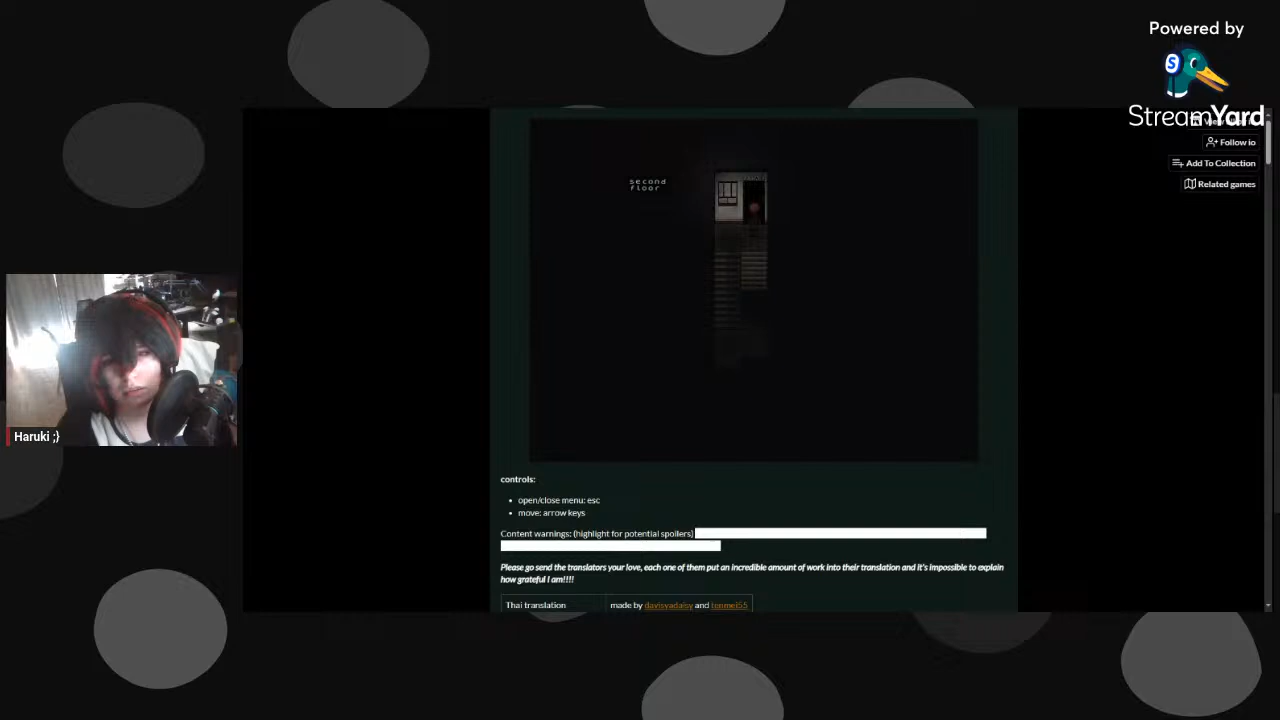 Powered by
StreamYard
Follow io
Add To Collection
Related games
second
floor
Haruki ;}
controls:
open/close menu: esc
move: arrow keys
Content warnings: (highlight for potential spoilers)
Please go send the translators your love, each one of them put an incredible amount of work into their translation and it's impossible to explain
how grateful I am!!!!
Thai translation made by davisyadaisy and tonmei55